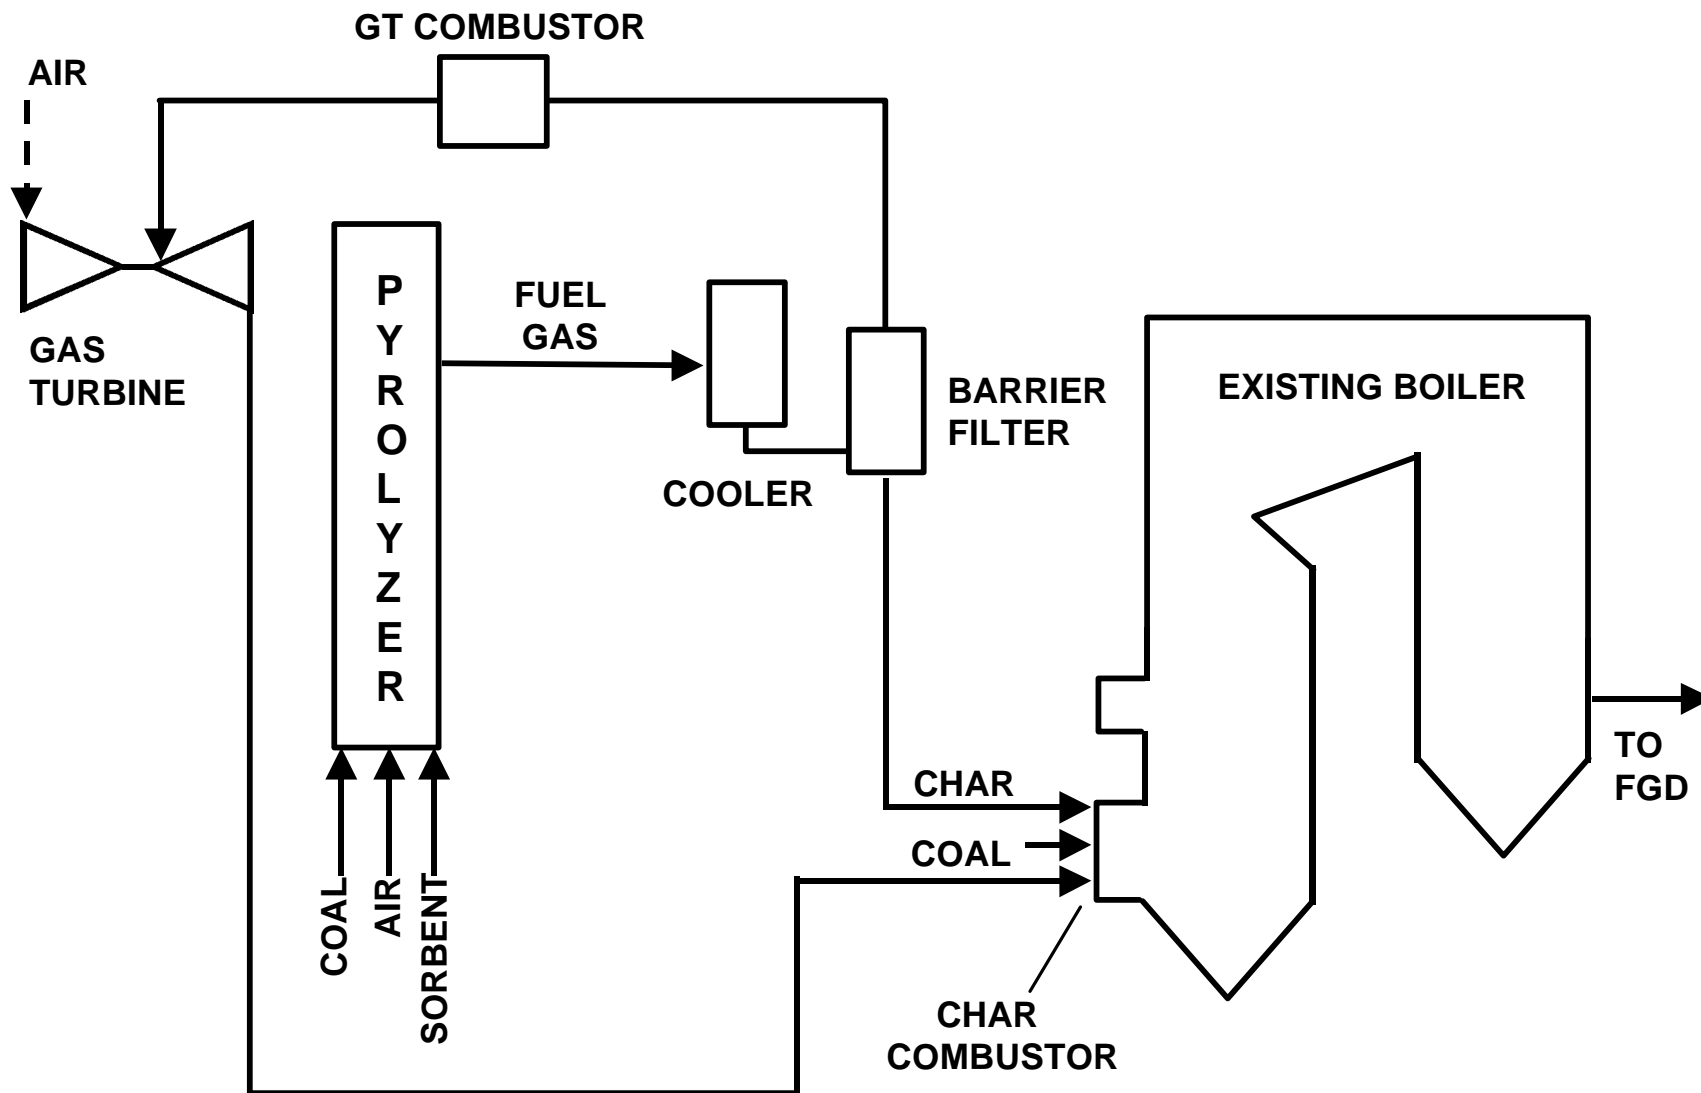 GT COMBUSTOR
AIR
PYROLYZER
FUEL
GAS
GAS
TURBINE
COOLER
BARRIER
FILTER
EXISTING BOILER
TO
FGD
CHAR
COAL
COAL
AIR
SORBENT
CHAR
COMBUSTOR